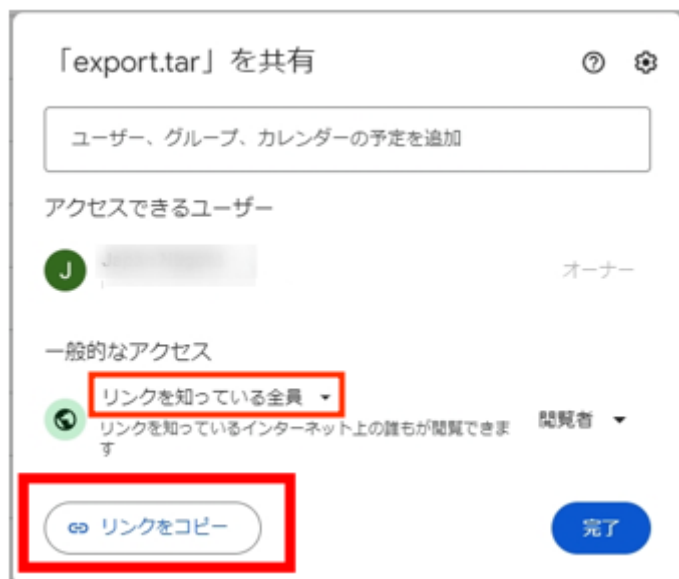 「export.tar」を共有
ユーザー、グループ、カレンダーの予定を追加
アクセスできるユーザー
J
オーナー
一般的なアクセス
リンクを知っている全員
リンクを知っているインターネット上の誰もが閲覧できま
す
閲覧者
リンクをコピー
完了